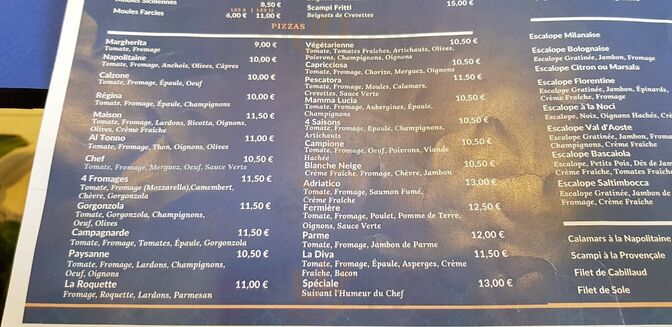 Moules Siciliennes 8,50 €
LES 6 LES 12
Moules Farcies 6,00 € 11,00 €
Scampi Fritti 15,00 €
Beignets de Crevettes
PIZZAS
Margherita 9,00 €
Tomate, Fromage
Napolitaine 10,00 €
Tomate, Fromage, Anchois, Olives, Câpres
Calzone 10,00 €
Tomate, Fromage, Épaule, Oeuf
Régina 10,00 €
Tomate, Fromage, Épaule, Champignons
Maison 11,50 €
Tomate, Fromage, Lardons, Ricotta, Oignons,
Olives, Crème Fraîche
Al Tonno 11,00 €
Tomate, Fromage, Thon, Oignons, Olives
Chef 10,50 €
Tomate, Fromage, Merguez, Oeuf, Sauce Verte
4 Fromages 11,50 €
Tomate, Fromage (Mozzarella),Camembert,
Chèvre, Gorgonzola
Gorgonzola 11,50 €
Tomate, Gorgonzola, Champignons,
Oeuf, Olives
Campagnarde 11,50 €
Tomate, Fromage, Tomates, Épaule, Gorgonzola
Paysanne 10,50 €
Tomate, Fromage, Lardons, Champignons,
Oeuf, Oignons
La Roquette 11,00 €
Fromage, Roquette, Lardons, Parmesan
Végétarienne 10,50 €
Tomate, Tomates Fraîches, Artichauts, Olives,
Poivrons, Champignons, Oignons
Capricciosa 10,50 €
Tomate, Fromage, Chorizo, Merguez, Oignons
Pescatora 11,50 €
Tomate, Fromage, Moules, Calamars,
Crevettes, Sauce Verte
Mamma Lucia 10,50 €
Tomate, Fromage, Aubergines, Épaule,
Champignons
4 Saisons 10,50 €
Tomate, Fromage, Epaule, Champignons,
Artichauts
Campione 10,50 €
Tomate, Fromage, Oeuf, Poivrons, Viande
Hachée
Blanche Neige 10,50 €
Crème Fraîche, Fromage, Chèvre, Jambon
Adriatico 13,00 €
Tomate, Fromage, Saumon Fumé,
Crème Fraîche
Fermière 12,50 €
Tomate, Fromage, Poulet, Pomme de Terre,
Oignons, Sauce Verte
Parme 12,00 €
Tomate, Fromage, Jambon de Parme
La Diva 11,50 €
Tomate, Fromage, Épaule, Asperges, Crème
Fraîche, Bacon
Spéciale 13,00 €
Suivant l'Humeur du Chef
Escalope Milanaise
Escalope Bolognaise
Escalope Gratinée, Jambon, Fromage
Escalope Citron ou Marsala
Escalope Florentine
Escalope Gratinée, Jambon, Épinards,
Crème Fraîche, Fromage
Escalope à la Noci
Escalope, Noix, Oignons Hachés, Crème
Escalope Val d'Aoste
Escalope Gratinée, Jambon, Fromage,
Champignons, Crème Fraîche
Escalope Bascaiola
Escalope, Petits Pois, Dés de Jam
Crème Fraîche, Tomates Fraîches
Escalope Saltimbocca
Escalope Gratinée, Jambon de
Fromage, Crème Fraîche
Calamars à la Napolitaine
Scampi à la Provençale
Filet de Cabillaud
Filet de Sole